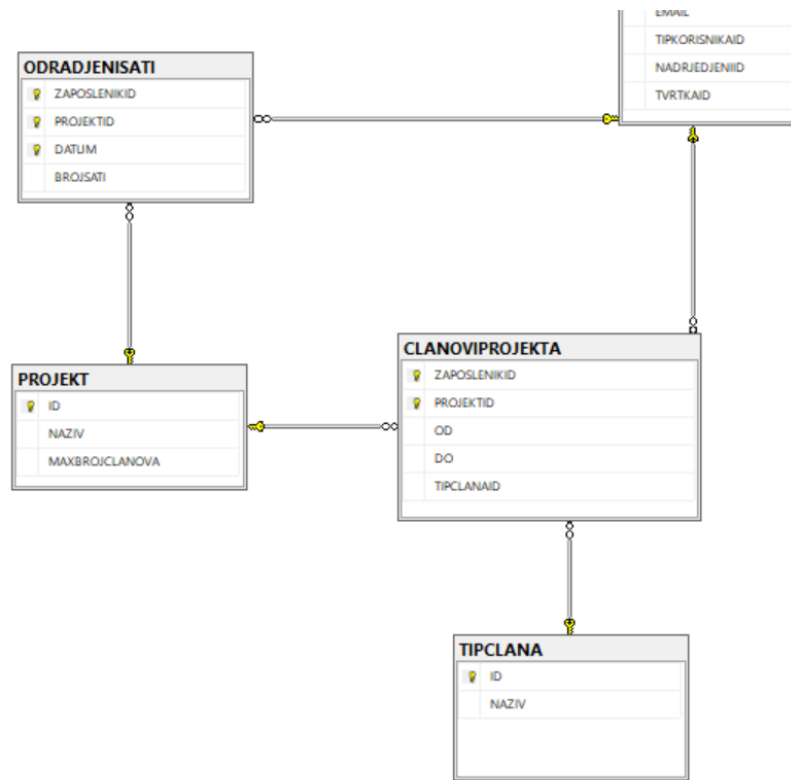 EMAIL
TIPKORISNIKAID
NADRJEDJENIID
TVRTKAID
ODRADJENISATI
ZAPOSLENIKID
PROJEKTID
DATUM
BROJSATI
PROJEKT
ID
NAZIV
MAXBROJCLANOVA
CLANOVIPROJEKTA
ZAPOSLENIKID
PROJEKTID
OD
DO
TIPCLANAID
TIPCLANA
ID
NAZIV